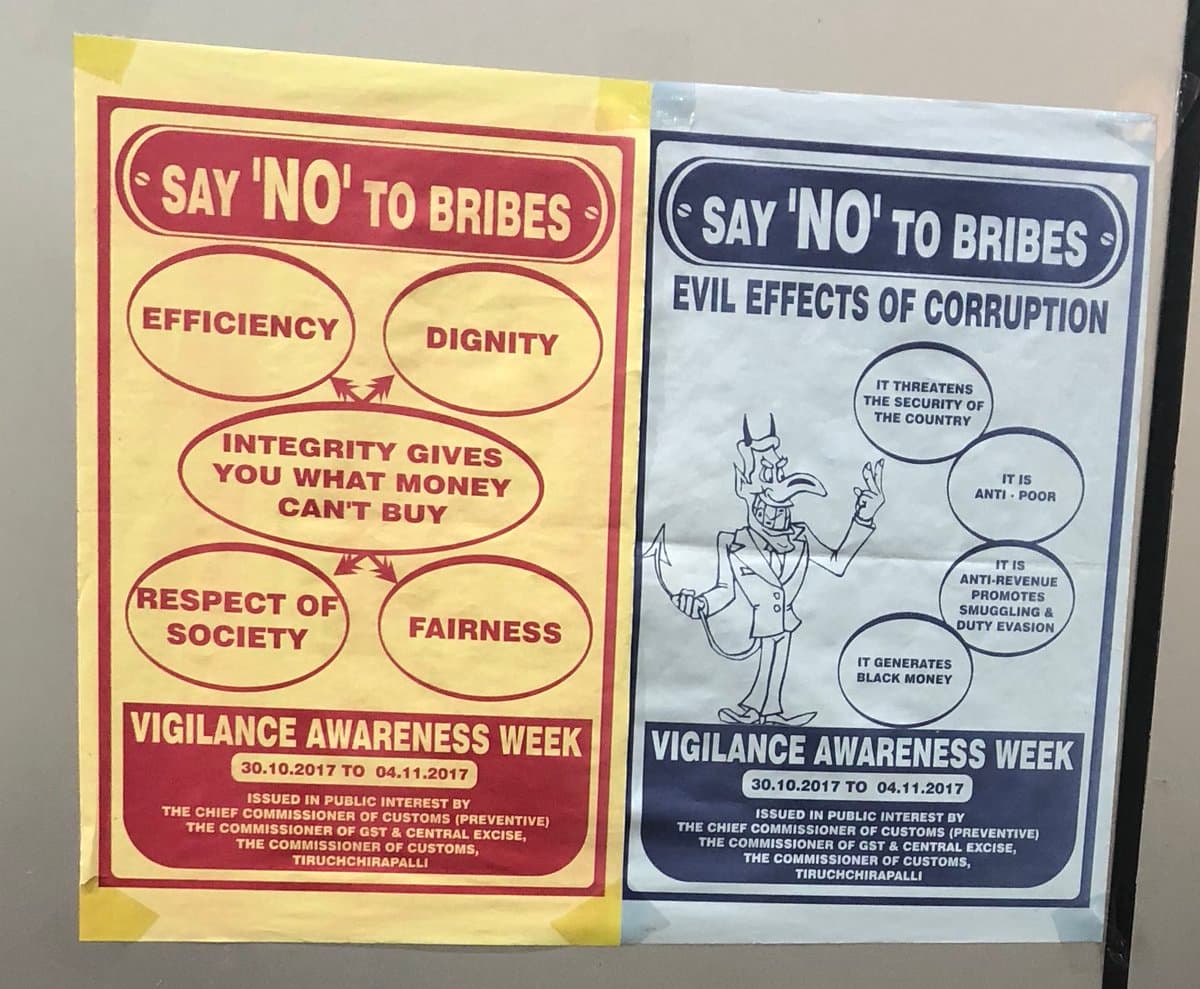 SAY 'NO' TO BRIBES
EFFICIENCY
DIGNITY
INTEGRITY GIVES
YOU WHAT MONEY
CAN'T BUY
RESPECT OF
SOCIETY
FAIRNESS
VIGILANCE AWARENESS WEEK
30.10.2017 TO 04.11.2017
ISSUED IN PUBLIC INTEREST BY
THE CHIEF COMMISSIONER OF CUSTOMS (PREVENTIVE)
THE COMMISSIONER OF GST & CENTRAL EXCISE,
THE COMMISSIONER OF CUSTOMS,
TIRUCHCHIRAPALLI
SAY 'NO' TO BRIBES
EVIL EFFECTS OF CORRUPTION
IT THREATENS
THE SECURITY OF
THE COUNTRY
IT IS
ANTI - POOR
IT IS
ANTI-REVENUE
PROMOTES
SMUGGLING &
DUTY EVASION
IT GENERATES
BLACK MONEY
VIGILANCE AWARENESS WEEK
30.10.2017 TO 04.11.2017
ISSUED IN PUBLIC INTEREST BY
THE CHIEF COMMISSIONER OF CUSTOMS (PREVENTIVE)
THE COMMISSIONER OF GST & CENTRAL EXCISE,
THE COMMISSIONER OF CUSTOMS,
TIRUCHCHIRAPALLI